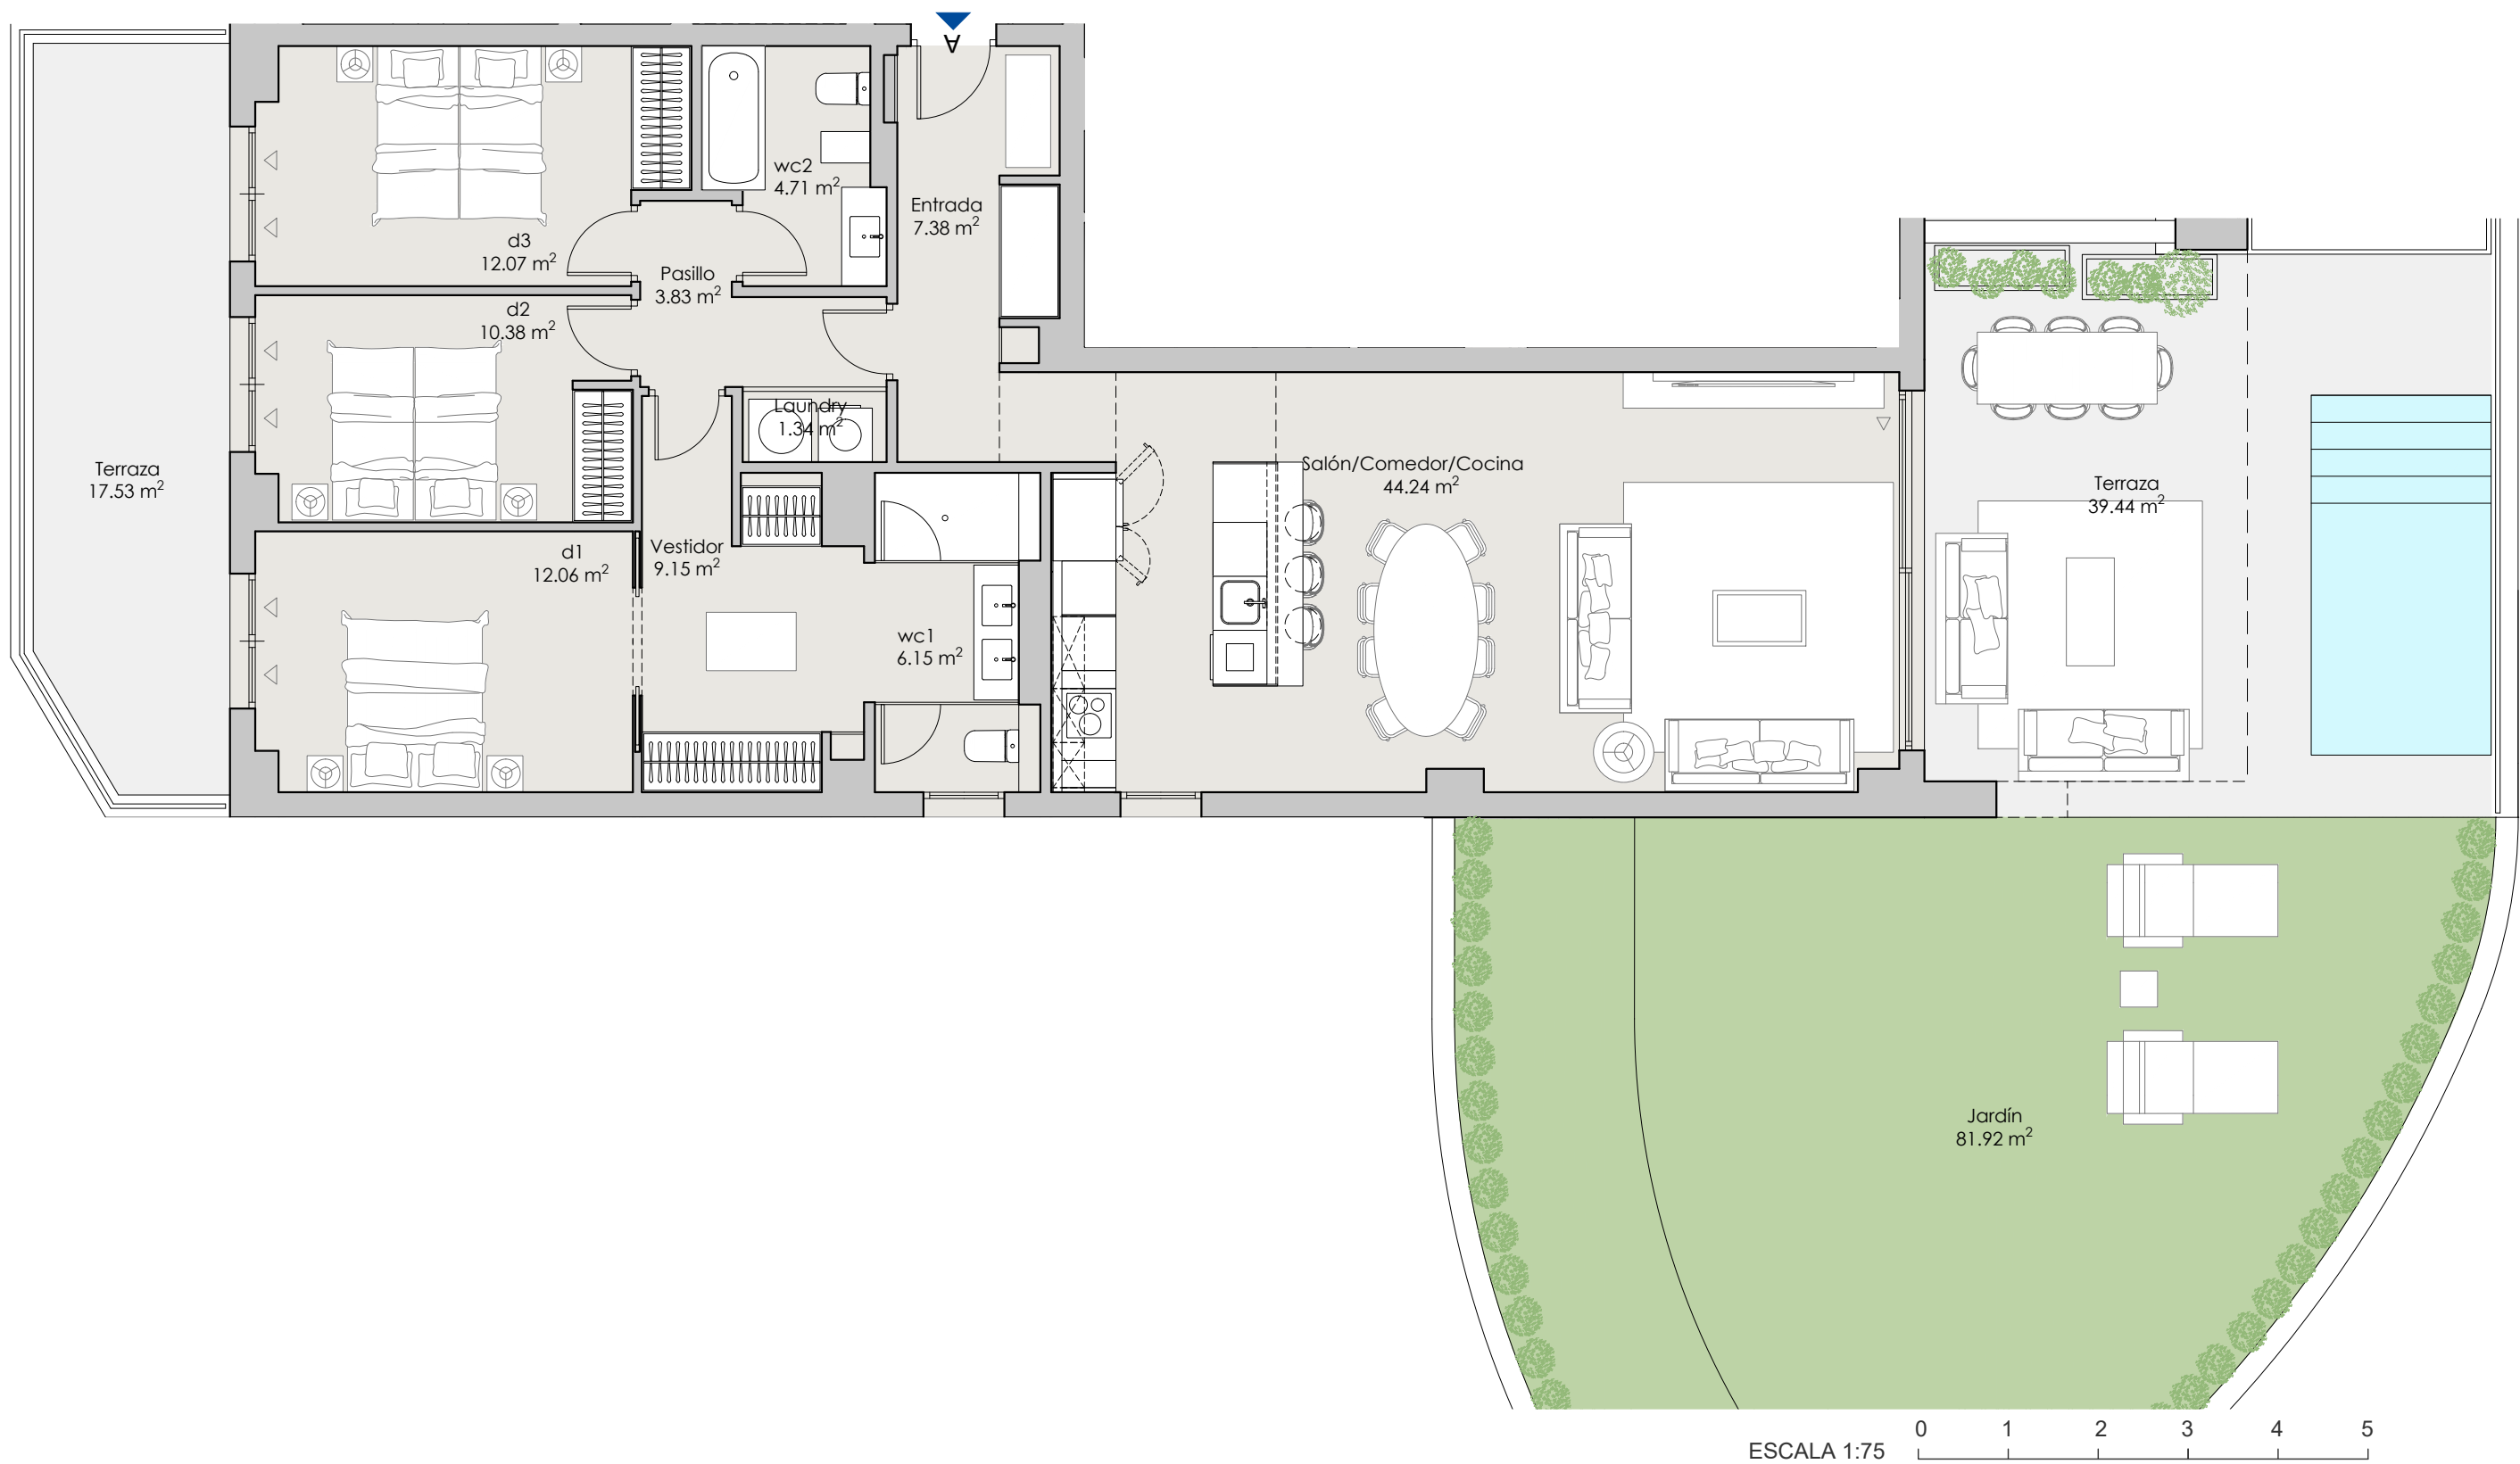 A
wc2
4.71 m²
Entrada
7.38 m²
d3
12.07 m²
Pasillo
3.83 m²
d2
10.38 m²
Laundry
1.34 m²
Terraza
17.53 m²
Salón/Comedor/Cocina
44.24 m²
Terraza
39.44 m²
d1
12.06 m²
Vestidor
9.15 m²
wc1
6.15 m²
Jardín
81.92 m²
0 1 2 3 4 5
ESCALA 1:75